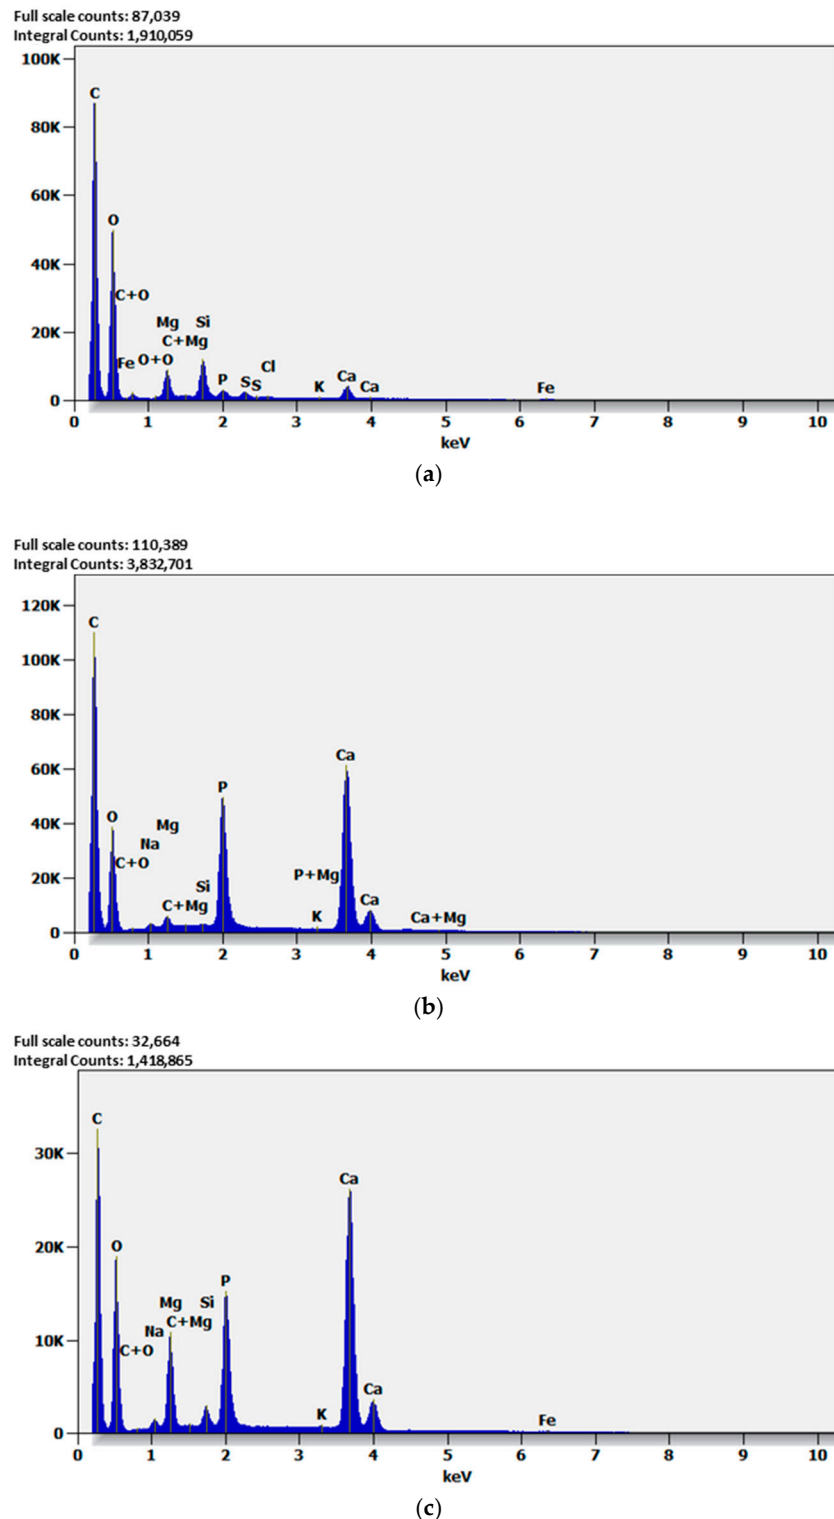 Full scale counts: 87,039
Integral Counts: 1,910,059
100K
C
80K
60K
O
40K
C+O
Mg Si
20K
C+Mg
Fe O+O
Cl
P S S K Ca Ca Fe
0
0 1 2 3 4 5 6 7 8 9 10
keV
(a)
Full scale counts: 110,389
Integral Counts: 3,832,701
120K
C
100K
80K
60K
Ca
P
40K
O
Mg
Na
C+O
20K
Si
P+Mg
C+Mg
Ca
K
Ca+Mg
0
0 1 2 3 4 5 6 7 8 9 10
keV
(b)
Full scale counts: 32,664
Integral Counts: 1,418,865
C
30K
Ca
20K
O
P
Mg Si
C+Mg
10K
Na
C+O
Ca
K
Fe
0
0 1 2 3 4 5 6 7 8 9 10
keV
(c)